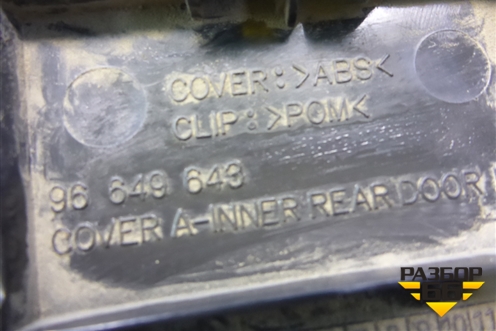 COVER:>ABS<
CLIP:>POM<
96 649 643
COVER A-INNER REAR DOOR
РАЗБОР